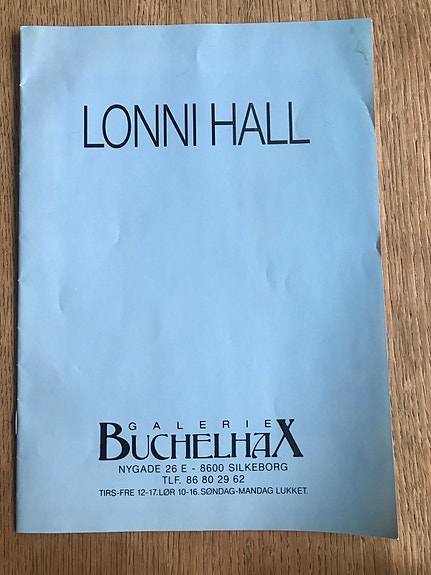 LONNI HALL
GALERIE
BUCHELHAX
NYGADE 26 E - 8600 SILKEBORG
TLF. 86 80 29 62
TIRS-FRE 12-17. LØR 10-16. SØNDAG-MANDAG LUKKET.